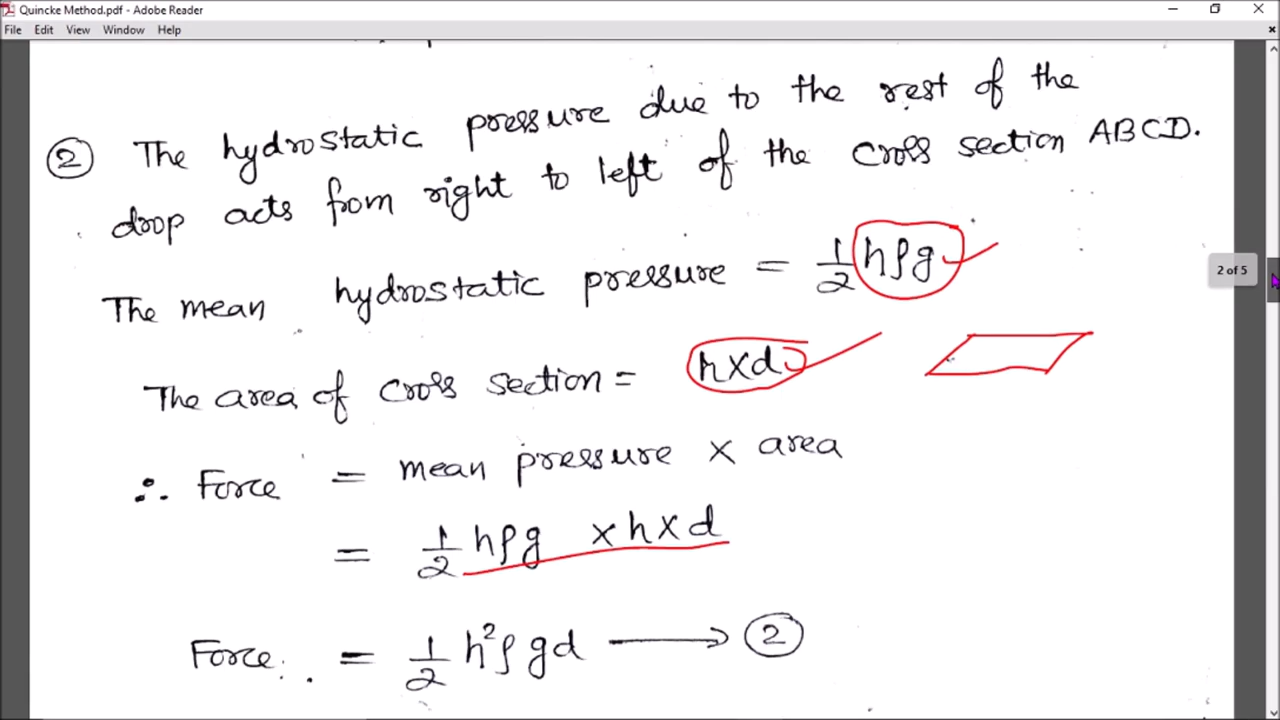 Quincke Method.pdf - Adobe Reader
File Edit View Window Help
② The hydrostatic pressure due to the rest of the
drop acts from right to left of the cross section ABCD.
The mean hydrostatic pressure = 1/2 hρg
2 of 5
The area of cross section = h×d
∴ Force = mean pressure × area
= 1/2 hρg × h×d
Force = 1/2 h²ρgd → ②